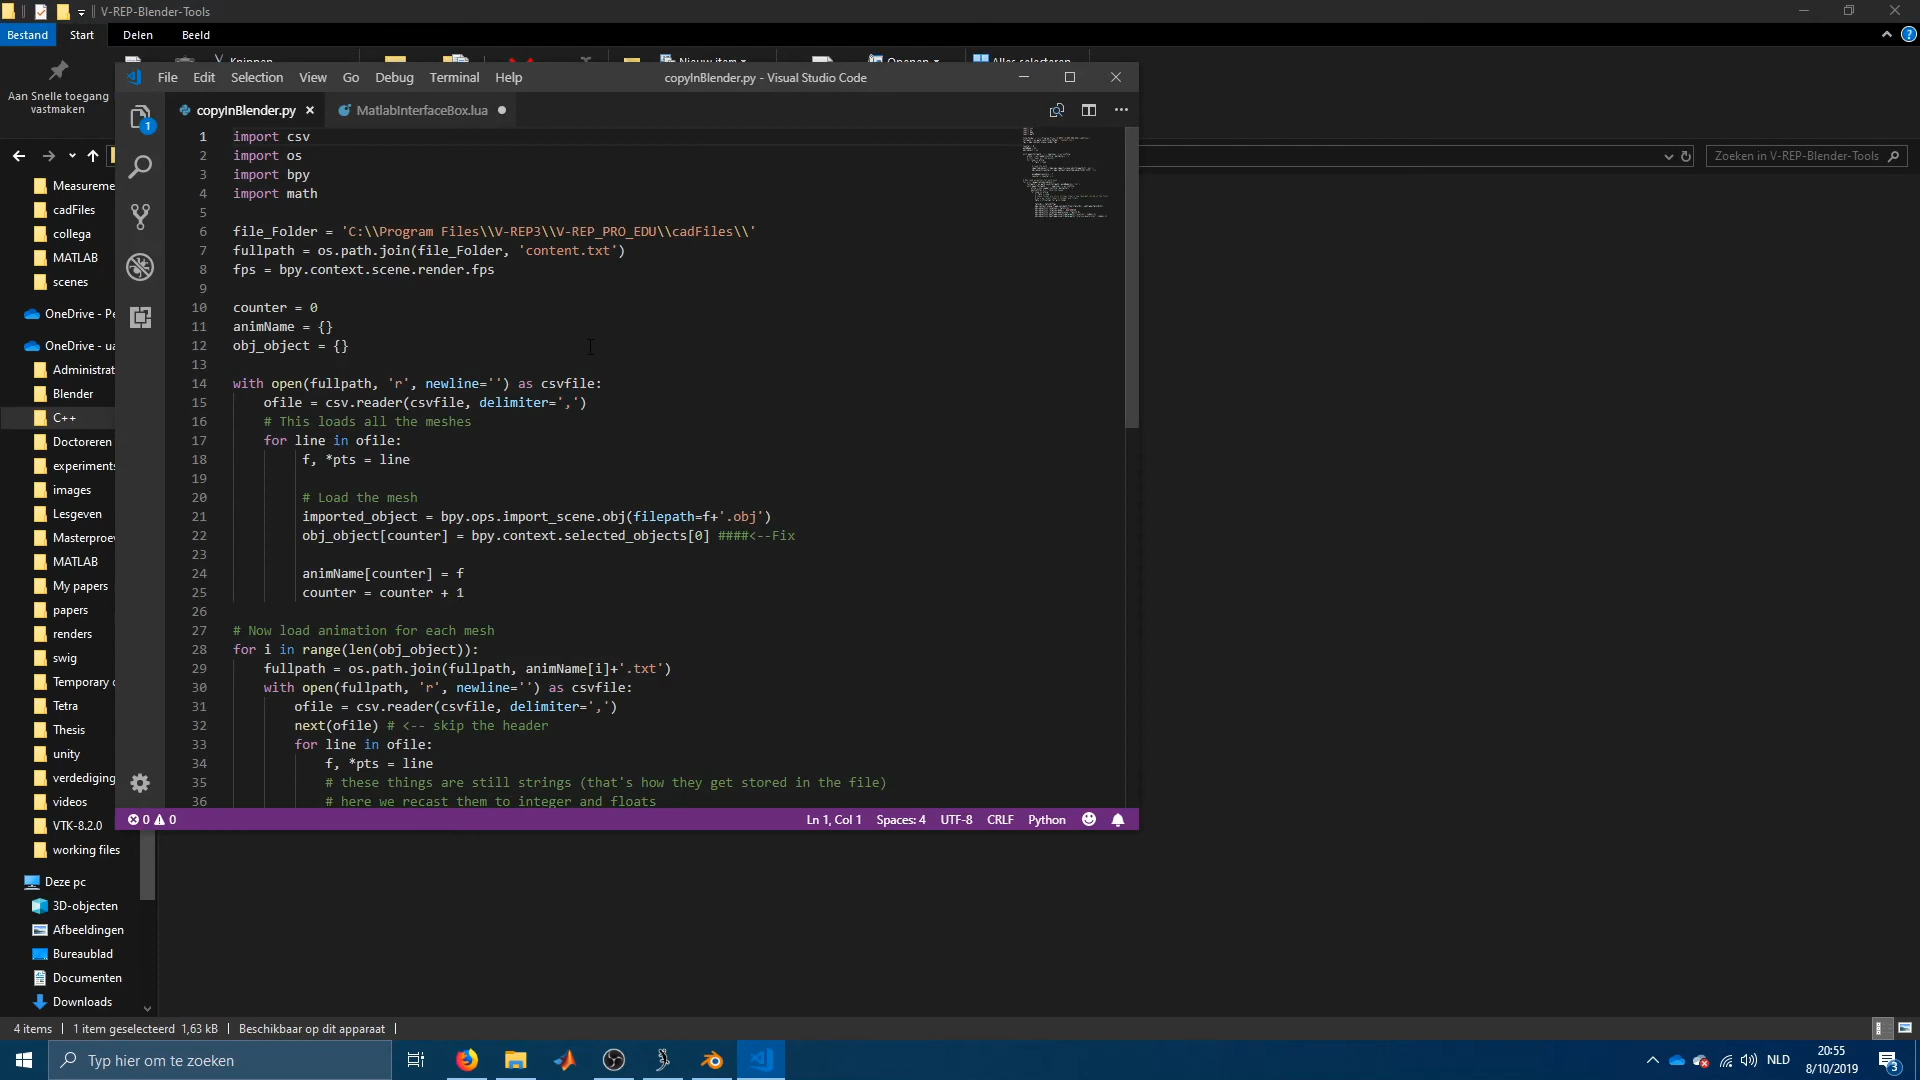 V-REP-Blender-Tools
Bestand Start Delen Beeld
Aan Snelle toegang
vastmaken
Knippen
Nieuw item
Openen
Alles selecteren
File Edit Selection View Go Debug Terminal Help
copyInBlender.py - Visual Studio Code
copyInBlender.py
MatlabInterfaceBox.lua
Zoeken in V-REP-Blender-Tools
1
1 import csv
2 import os
3 import bpy
4 import math
5
6 file_Folder = 'C:\\Program Files\\V-REP3\\V-REP_PRO_EDU\\cadFiles\\'
7 fullpath = os.path.join(file_Folder, 'content.txt')
8 fps = bpy.context.scene.render.fps
9
10 counter = 0
11 animName = {}
12 obj_object = {}
13
14 with open(fullpath, 'r', newline='') as csvfile:
15 ofile = csv.reader(csvfile, delimiter=',')
16 # This loads all the meshes
17 for line in ofile:
18 f, *pts = line
19
20 # Load the mesh
21 imported_object = bpy.ops.import_scene.obj(filepath=f+'.obj')
22 obj_object[counter] = bpy.context.selected_objects[0] ####<--Fix
23
24 animName[counter] = f
25 counter = counter + 1
26
27 # Now load animation for each mesh
28 for i in range(len(obj_object)):
29 fullpath = os.path.join(fullpath, animName[i]+'.txt')
30 with open(fullpath, 'r', newline='') as csvfile:
31 ofile = csv.reader(csvfile, delimiter=',')
32 next(ofile) # <-- skip the header
33 for line in ofile:
34 f, *pts = line
35 # these things are still strings (that's how they get stored in the file)
36 # here we recast them to integer and floats
0 0
Ln 1, Col 1 Spaces: 4 UTF-8 CRLF Python
Measureme
cadFiles
collega
MATLAB
scenes
OneDrive - Pe
OneDrive - ua
Administrat
Blender
C++
Doctoreren
experiments
images
Lesgeven
Masterproev
MATLAB
My papers
papers
renders
swig
Temporary c
Tetra
Thesis
unity
verdediging
videos
VTK-8.2.0
working files
Deze pc
3D-objecten
Afbeeldingen
Bureaublad
Documenten
Downloads
4 items 1 item geselecteerd 1,63 kB Beschikbaar op dit apparaat
Typ hier om te zoeken
NLD
20:55
8/10/2019
3